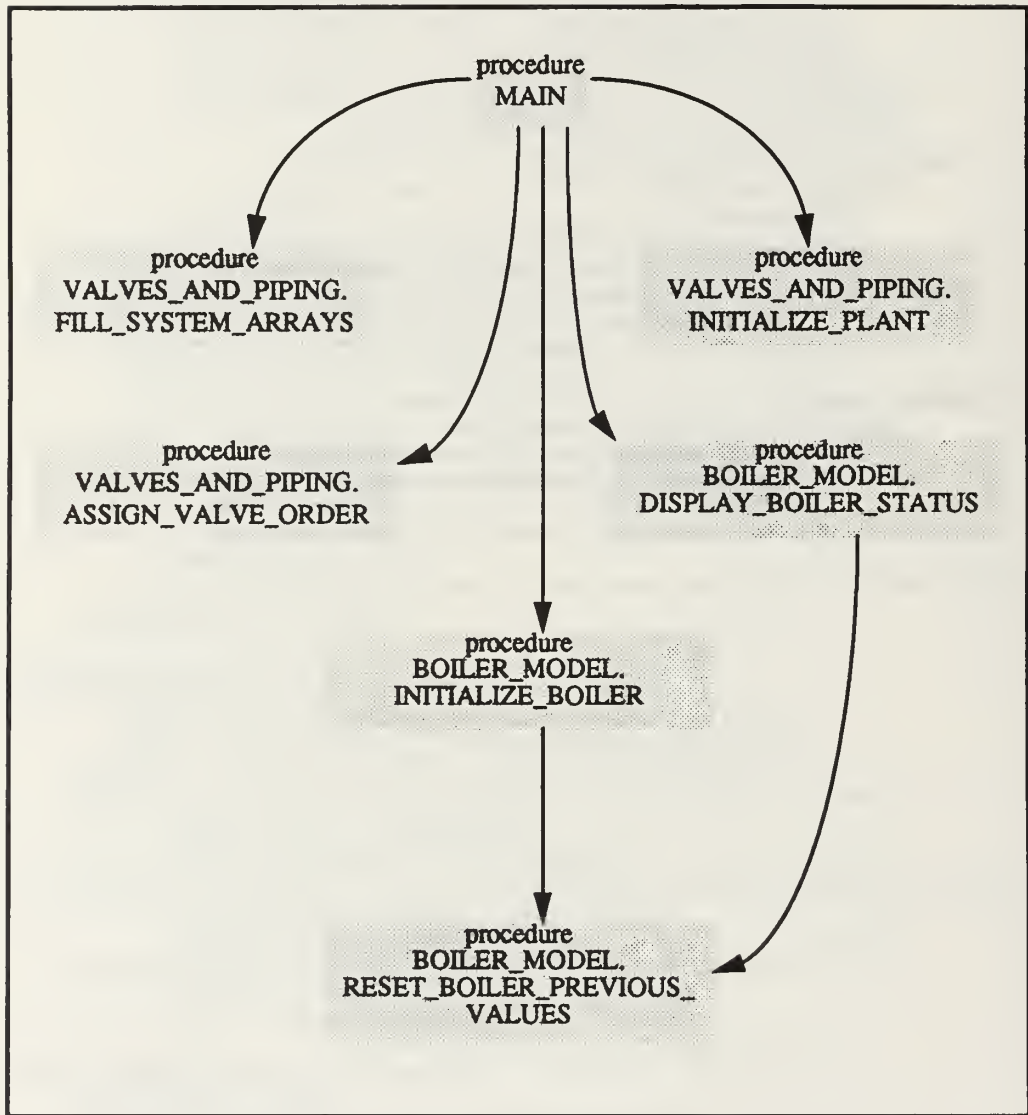 procedure
MAIN
procedure
VALVES_AND_PIPING.
FILL_SYSTEM_ARRAYS
procedure
VALVES_AND_PIPING.
INITIALIZE_PLANT
procedure
VALVES_AND_PIPING.
ASSIGN_VALVE_ORDER
procedure
BOILER_MODEL.
DISPLAY_BOILER_STATUS
procedure
BOILER_MODEL.
INITIALIZE_BOILER
procedure
BOILER_MODEL.
RESET_BOILER_PREVIOUS_
VALUES